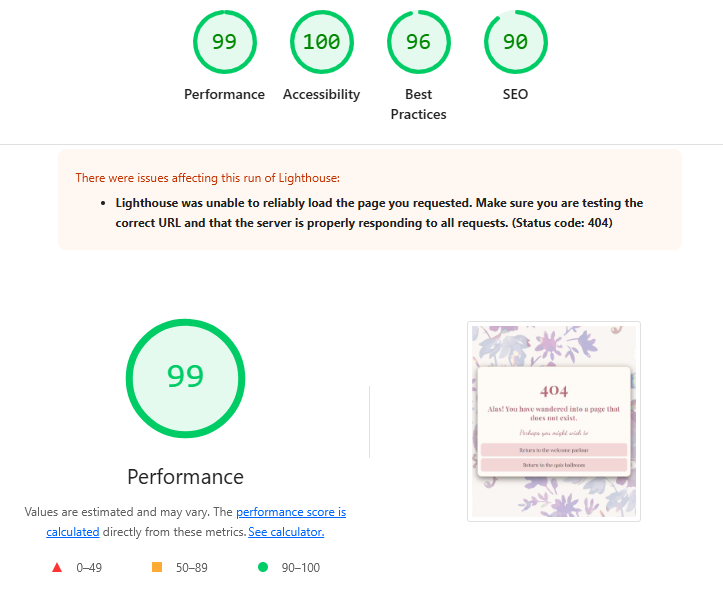 99
100
96
90
Performance
Accessibility
Best
Practices
SEO
There were issues affecting this run of Lighthouse:
• Lighthouse was unable to reliably load the page you requested. Make sure you are testing the
correct URL and that the server is properly responding to all requests. (Status code: 404)
99
Performance
Values are estimated and may vary. The performance score is
calculated directly from these metrics. See calculator.
0–49
50–89
90–100
404
Alas! You have wandered into a page that
does not exist.
Perhaps you might wish to
Return to the welcome parlour
Return to the quiz ballroom